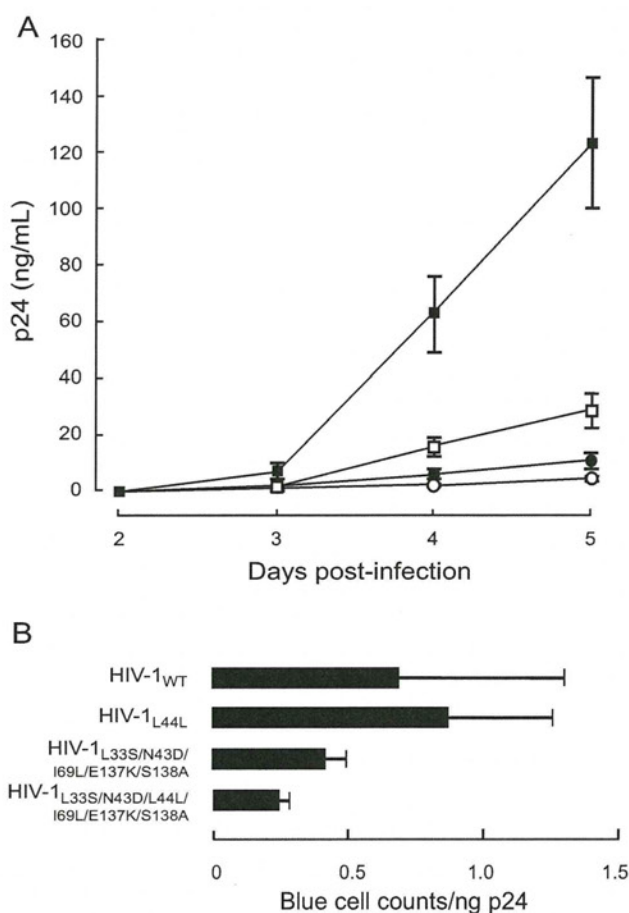 A
160
140
120
100
80
60
40
20
0
p24 (ng/mL)
2 3 4 5
Days post-infection
B
HIV-1WT
HIV-1L44L
HIV-1L33S/N43D/
I69L/E137K/S138A
HIV-1L33S/N43D/L44L/
I69L/E137K/S138A
0 0.5 1.0 1.5
Blue cell counts/ng p24